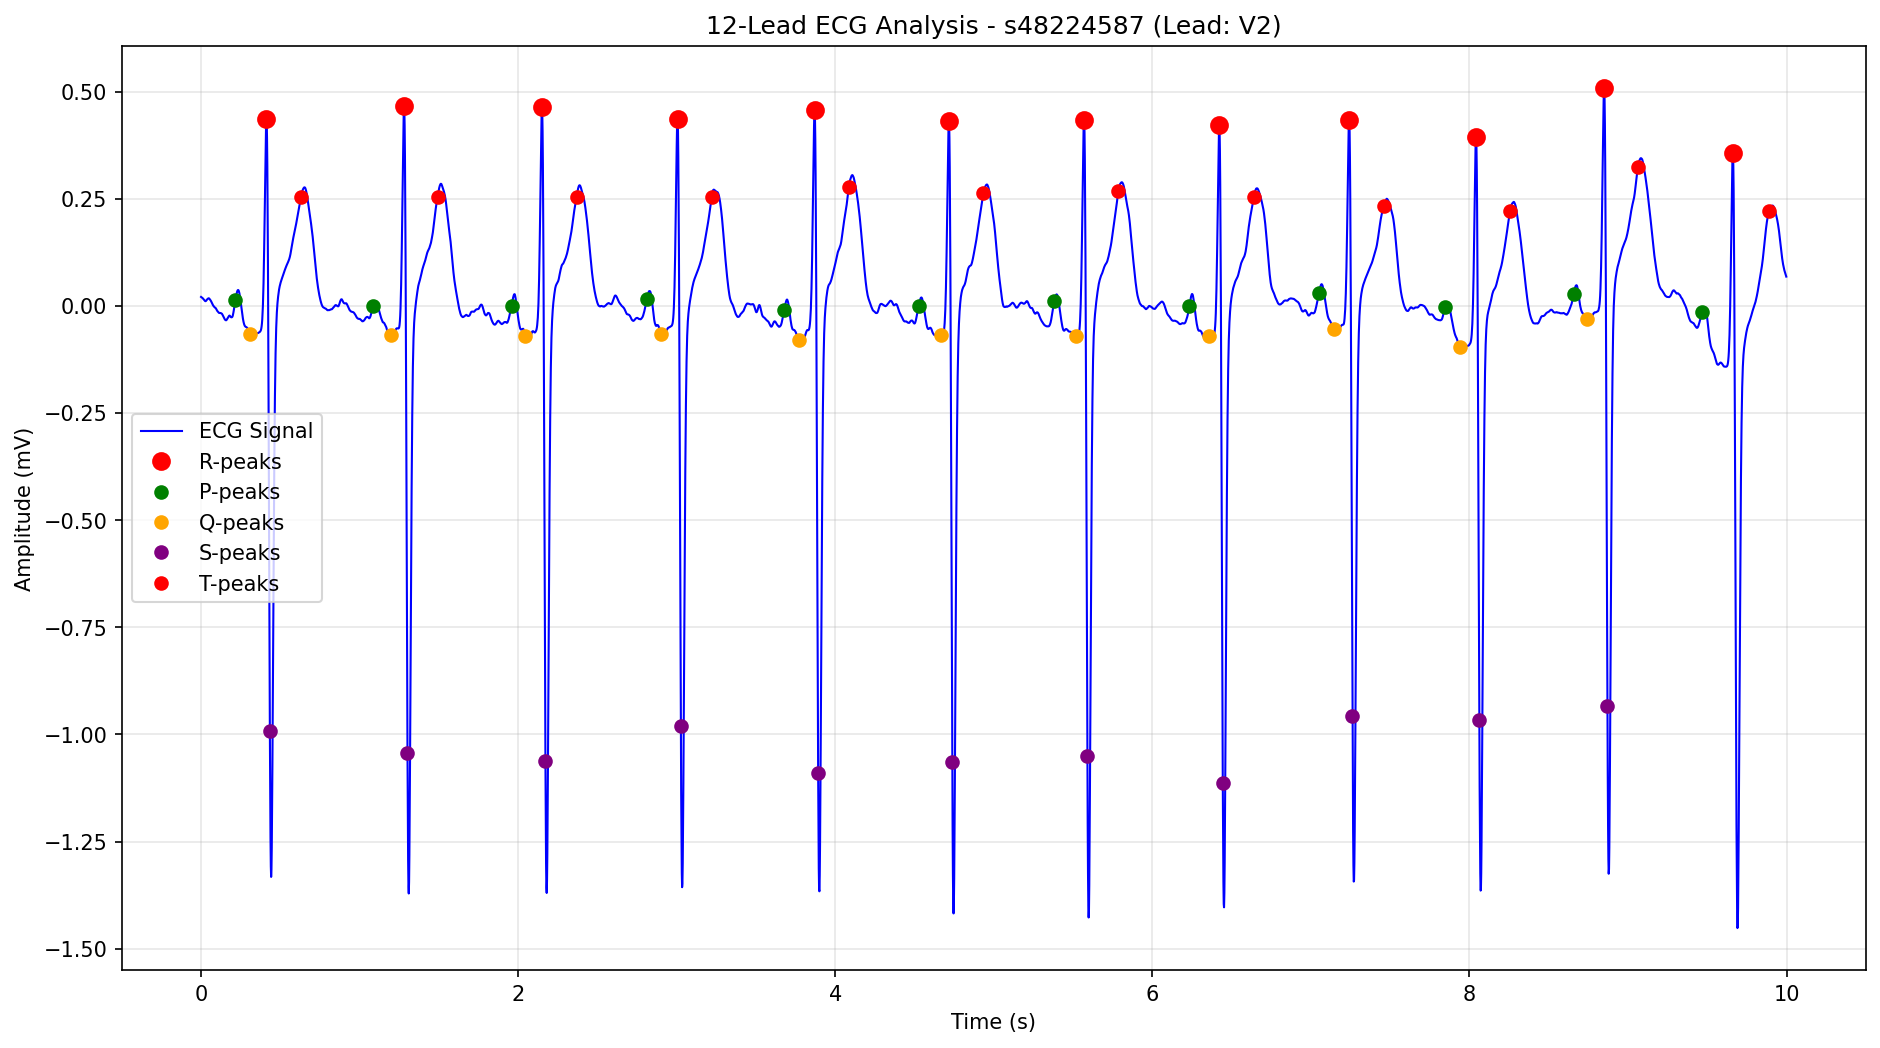 12-Lead ECG Analysis - s48224587 (Lead: V2)
Amplitude (mV)
0.50
0.25
0.00
−0.25
−0.50
−0.75
−1.00
−1.25
−1.50
ECG Signal
R-peaks
P-peaks
Q-peaks
S-peaks
T-peaks
0 2 4 6 8 10
Time (s)